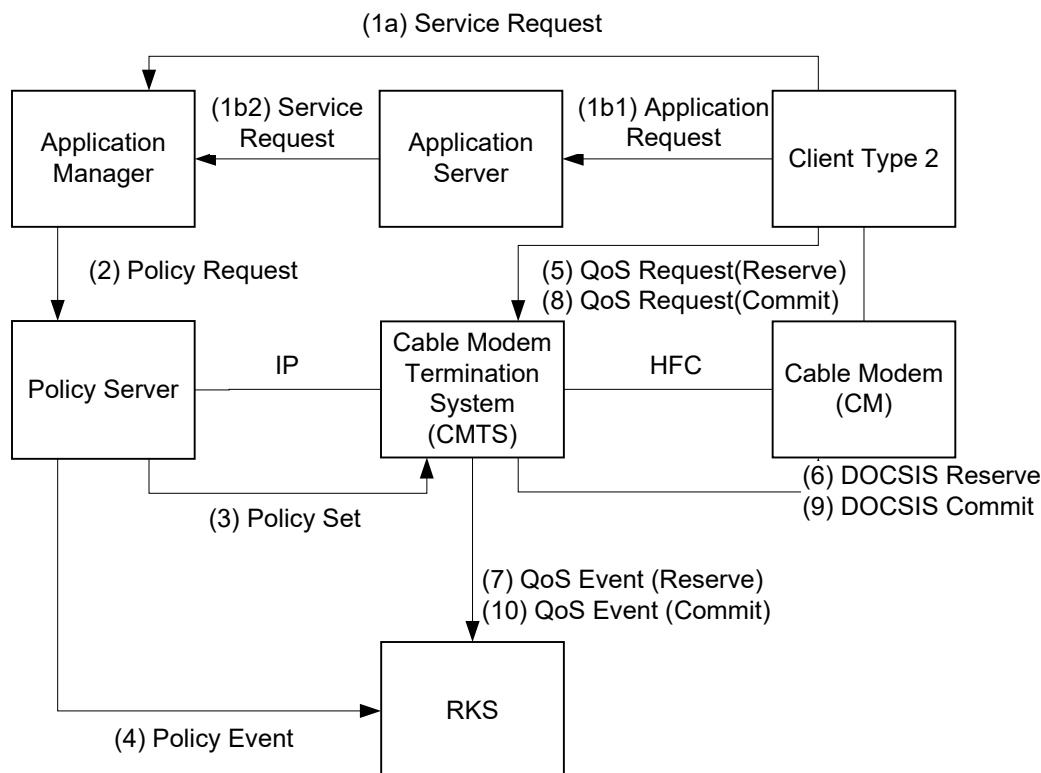 (1a) Service Request
(1b2) Service
Request
(1b1) Application
Request
Application
Manager
Application
Server
Client Type 2
(2) Policy Request
(5) QoS Request(Reserve)
(8) QoS Request(Commit)
Policy Server
IP
Cable Modem
Termination
System
(CMTS)
HFC
Cable Modem
(CM)
(3) Policy Set
(6) DOCSIS Reserve
(9) DOCSIS Commit
(7) QoS Event (Reserve)
(10) QoS Event (Commit)
RKS
(4) Policy Event